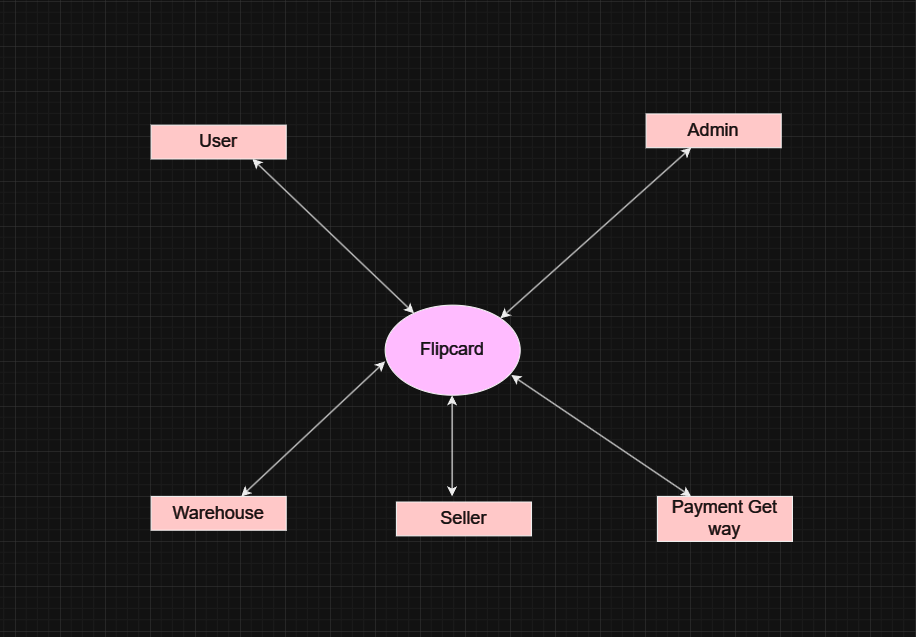 User
Admin
Flipcard
Warehouse
Seller
Payment Get
way